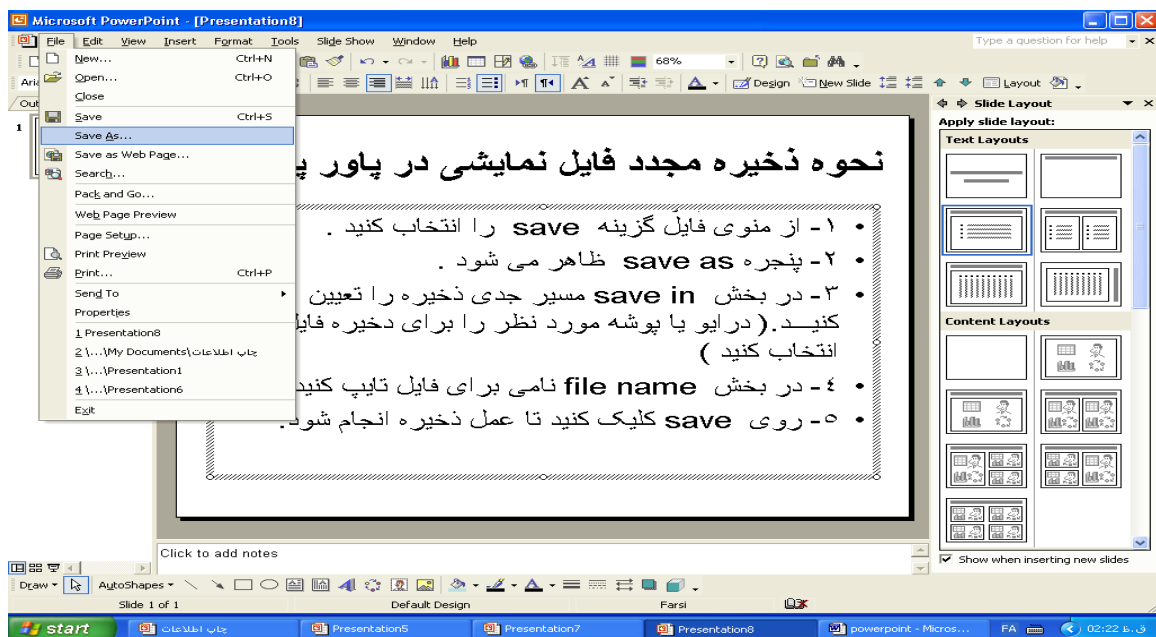 Microsoft PowerPoint - [Presentation8]
File Edit View Insert Format Tools Slide Show Window Help
Type a question for help
68%
Design New Slide Layout
New... Ctrl+N
Open... Ctrl+O
Close
Save Ctrl+S
Save As...
Save as Web Page...
Search...
Pack and Go...
Web Page Preview
Page Setup...
Print Preview
Print... Ctrl+P
Send To
Properties
1 Presentation8
2 \...\My Documents\چاپ اطلاعات
3 \...\Presentation1
4 \...\Presentation6
Exit
1
نحوه ذخیره مجدد فایل نمایشی در پاور
• ۱- از منوی فایل گزینه save را انتخاب کنید .
• ۲- پنجره save as ظاهر می شود .
• ۳- در بخش save in مسیر جدی ذخیره را تعیین
کنیـــد.( درایو یا پوشه مورد نظر را برای دخیره فایل
انتخاب کنید )
• ٤- در بخش file name نامی برای فایل تایپ کنید
• ٥- روی save کلیک کنید تا عمل ذخیره انجام شود.
Slide Layout
Apply slide layout:
Text Layouts
Content Layouts
Show when inserting new slides
Click to add notes
Draw AutoShapes
Slide 1 of 1 Default Design Farsi
start چاپ اطلاعات Presentation5 Presentation7 Presentation8 powerpoint - Micros... FA 02:22 ق.ظ